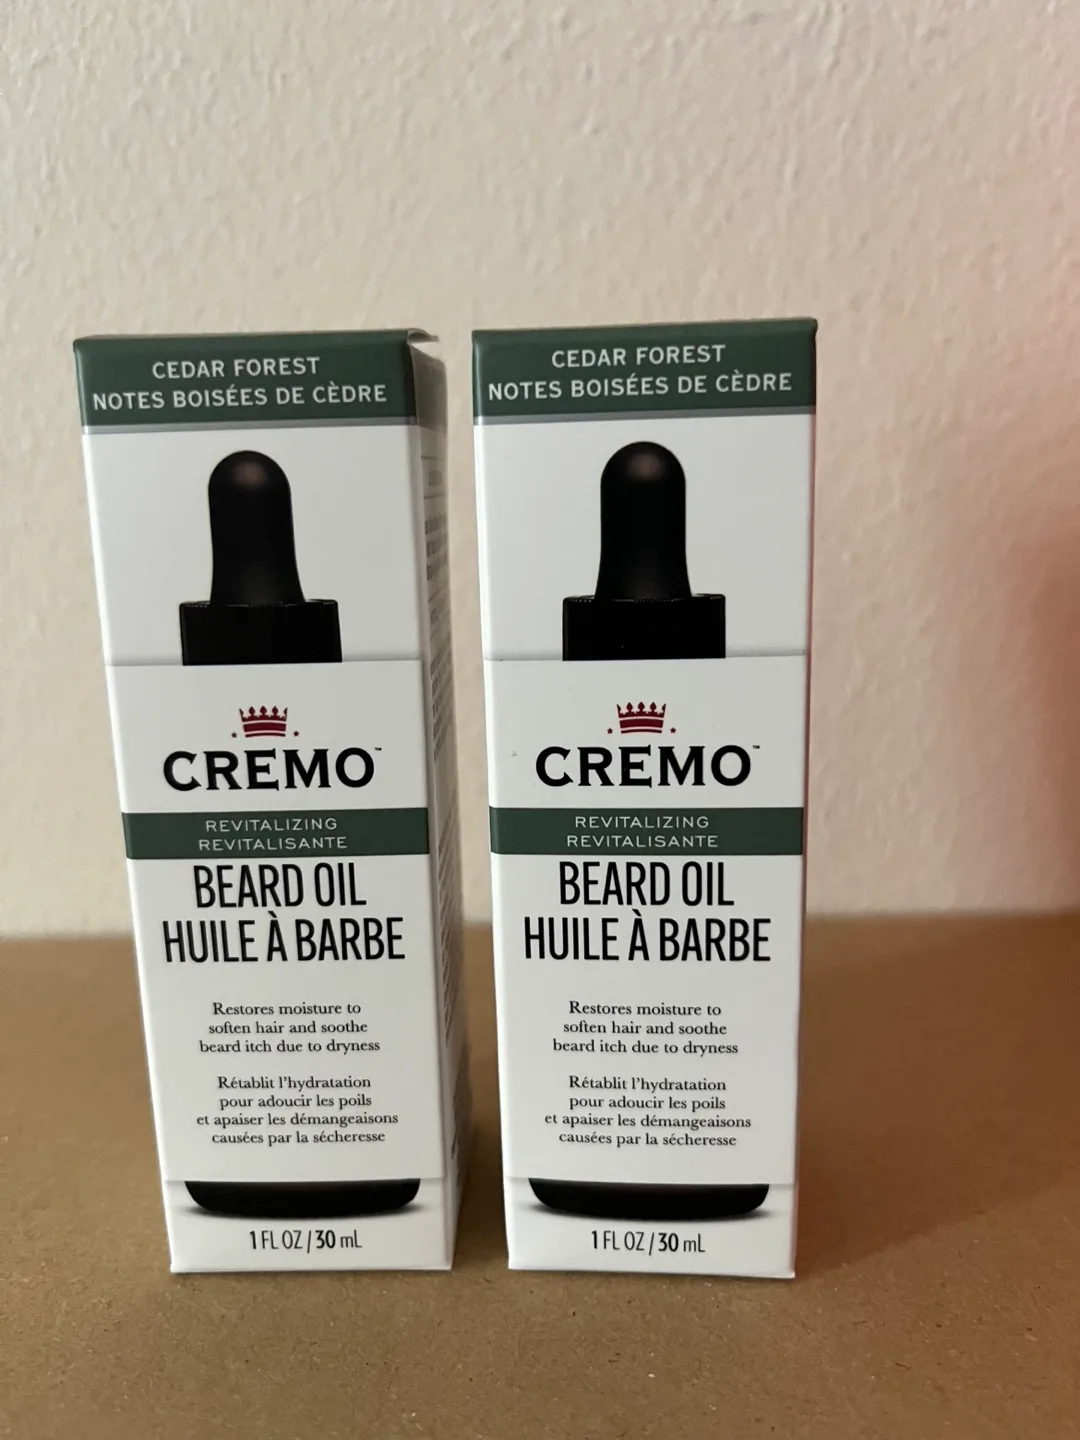 CEDAR FOREST
NOTES BOISÉES DE CÈDRE
CREMO™
REVITALIZING
REVITALISANTE
BEARD OIL
HUILE À BARBE
Restores moisture to
soften hair and soothe
beard itch due to dryness
Rétablit l'hydratation
pour adoucir les poils
et apaiser les démangeaisons
causées par la sécheresse
1 FL OZ / 30 mL
CEDAR FOREST
NOTES BOISÉES DE CÈDRE
CREMO™
REVITALIZING
REVITALISANTE
BEARD OIL
HUILE À BARBE
Restores moisture to
soften hair and soothe
beard itch due to dryness
Rétablit l'hydratation
pour adoucir les poils
et apaiser les démangeaisons
causées par la sécheresse
1 FL OZ / 30 mL